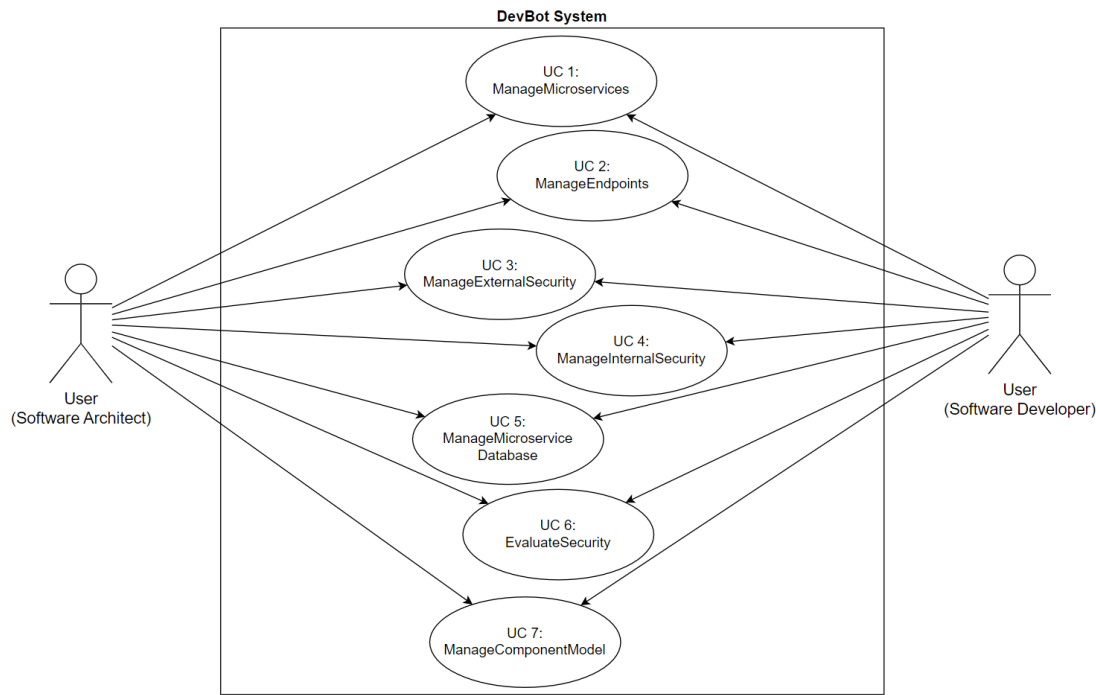 DevBot System
UC 1:
ManageMicroservices
UC 2:
ManageEndpoints
UC 3:
ManageExternalSecurity
UC 4:
ManageInternalSecurity
User
(Software Architect)
User
(Software Developer)
UC 5:
ManageMicroservice
Database
UC 6:
EvaluateSecurity
UC 7:
ManageComponentModel